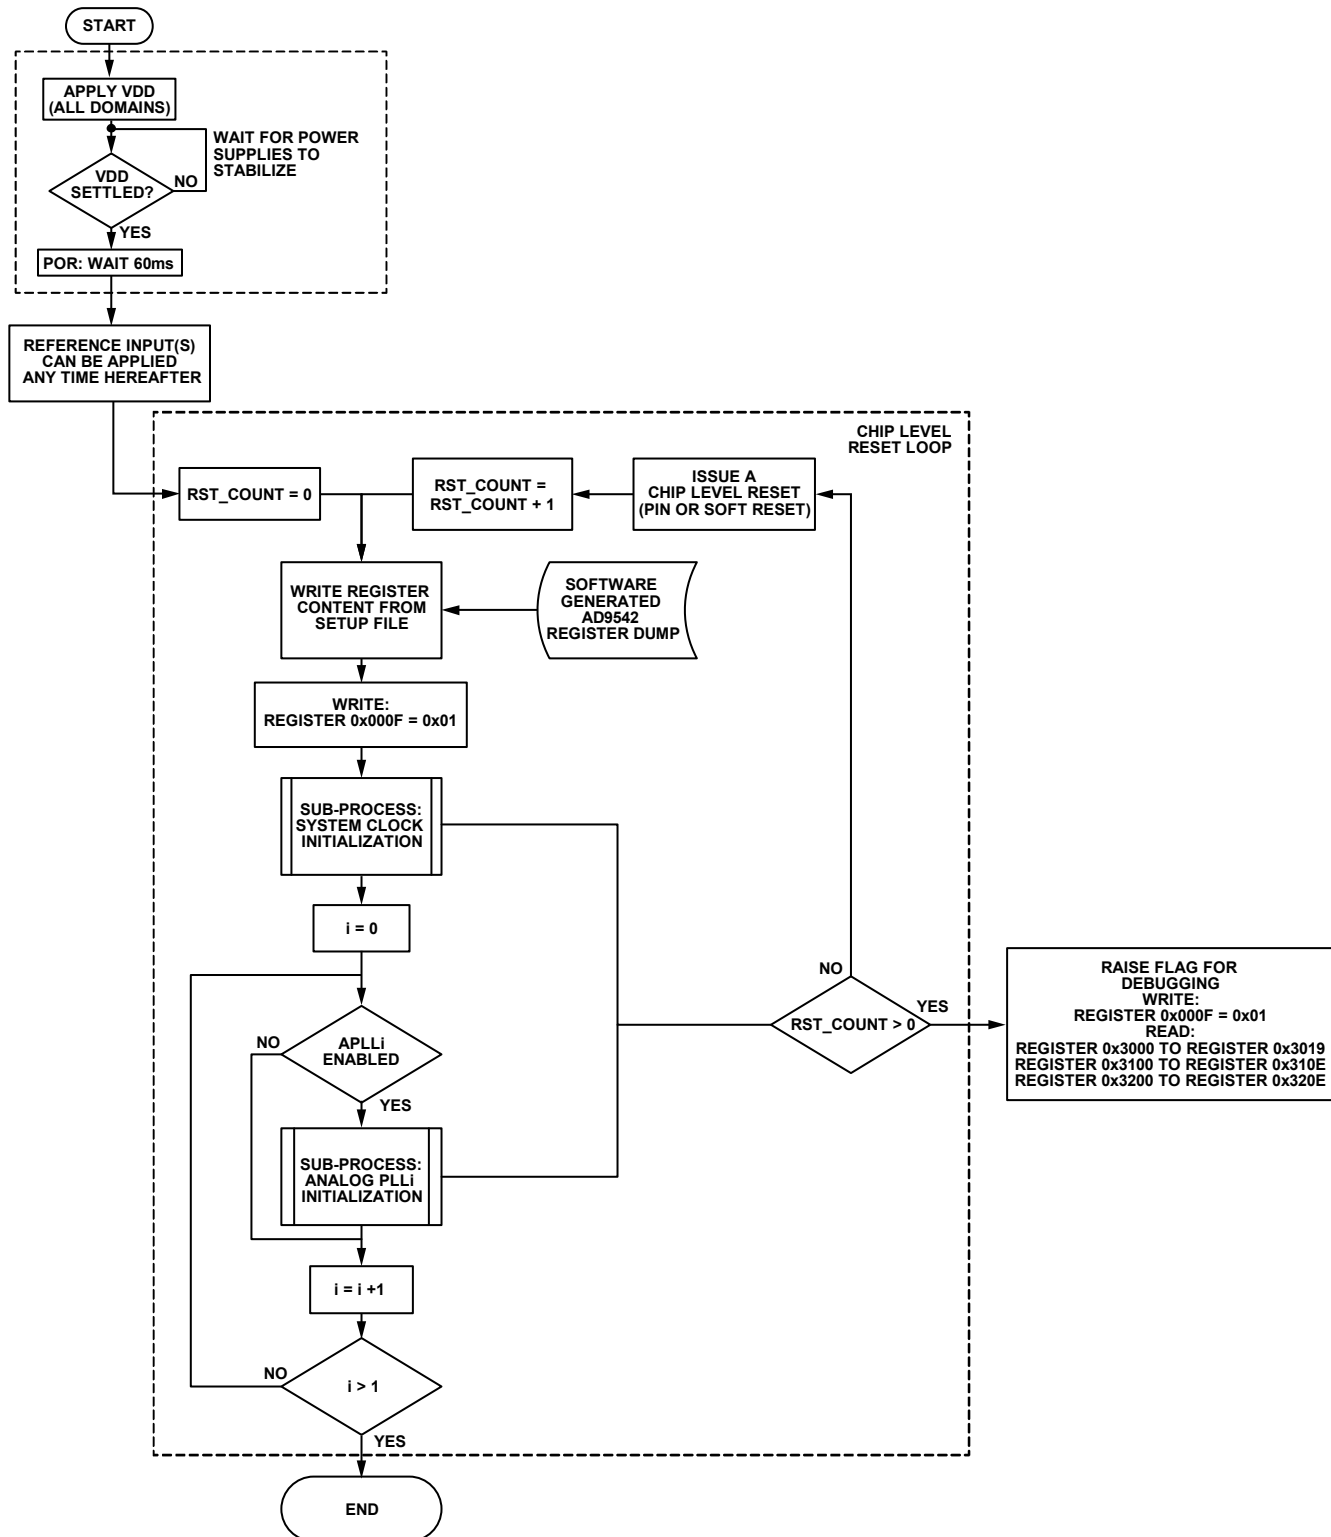 START
APPLY VDD
(ALL DOMAINS)
WAIT FOR POWER
SUPPLIES TO
STABILIZE
VDD
SETTLED?
NO
YES
POR: WAIT 60ms
REFERENCE INPUT(S)
CAN BE APPLIED
ANY TIME HEREAFTER
CHIP LEVEL
RESET LOOP
RST_COUNT = 0
RST_COUNT =
RST_COUNT + 1
ISSUE A
CHIP LEVEL RESET
(PIN OR SOFT RESET)
WRITE REGISTER
CONTENT FROM
SETUP FILE
SOFTWARE
GENERATED
AD9542
REGISTER DUMP
WRITE:
REGISTER 0x000F = 0x01
SUB-PROCESS:
SYSTEM CLOCK
INITIALIZATION
i = 0
NO
RST_COUNT > 0
YES
RAISE FLAG FOR
DEBUGGING
WRITE:
REGISTER 0x000F = 0x01
READ:
REGISTER 0x3000 TO REGISTER 0x3019
REGISTER 0x3100 TO REGISTER 0x310E
REGISTER 0x3200 TO REGISTER 0x320E
NO
APLLi
ENABLED
YES
SUB-PROCESS:
ANALOG PLLi
INITIALIZATION
i = i +1
NO
i > 1
YES
END